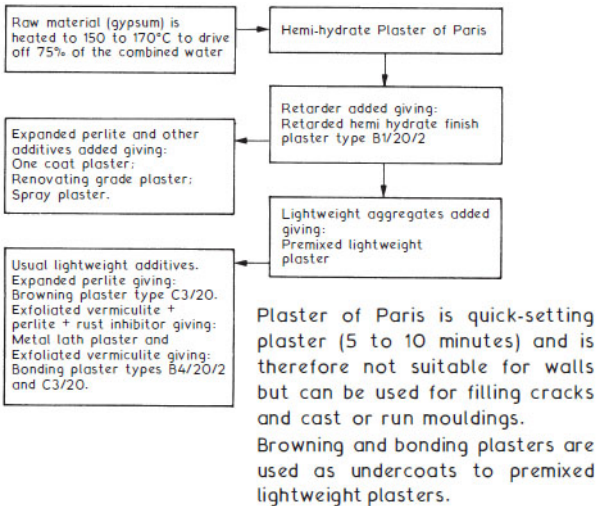 Raw material (gypsum) is
heated to 150 to 170°C to drive
off 75% of the combined water
Hemi-hydrate Plaster of Paris
Retarder added giving:
Retarded hemi hydrate finish
plaster type B1/20/2
Expanded perlite and other
additives added giving:
One coat plaster;
Renovating grade plaster;
Spray plaster.
Lightweight aggregates added
giving:
Premixed lightweight
plaster
Usual lightweight additives.
Expanded perlite giving:
Browning plaster type C3/20.
Exfoliated vermiculite +
perlite + rust inhibitor giving:
Metal lath plaster and
Exfoliated vermiculite giving:
Bonding plaster types B4/20/2
and C3/20.
Plaster of Paris is quick-setting
plaster (5 to 10 minutes) and is
therefore not suitable for walls
but can be used for filling cracks
and cast or run mouldings.
Browning and bonding plasters are
used as undercoats to premixed
lightweight plasters.